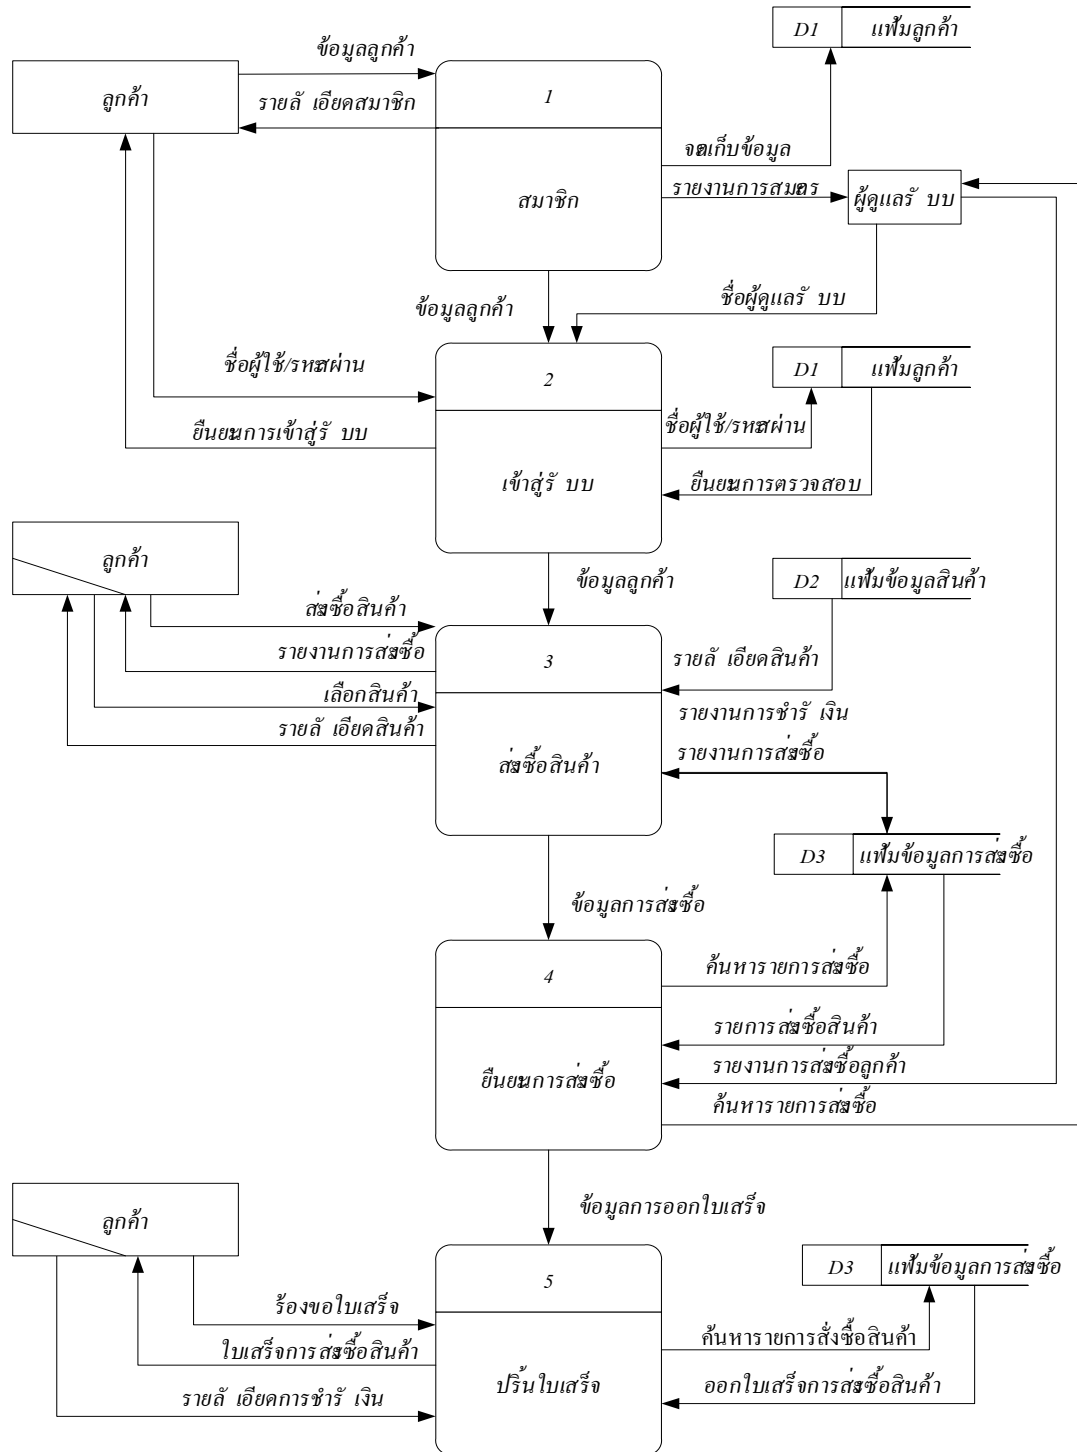 D1 แฟ้มลูกค้า
ข้อมูลลูกค้า
ลูกค้า
รายลั เอียดสมาชิก
1
จดเก็บข้อมูล
รายงานการสมคร
สมาชิก
ผู้ดูแลรั บบ
ข้อมูลลูกค้า
ชื่อผู้ดูแลรั บบ
ชื่อผู้ใช้/รหสผ่าน
2
D1 แฟ้มลูกค้า
ยืนยนการเข้าสู่รั บบ
ชื่อผู้ใช้/รหสผ่าน
เข้าสู่รั บบ
ยืนยนการตรวจสอบ
ลูกค้า
ข้อมูลลูกค้า
D2 แฟ้มข้อมูลสินค้า
ส่งซื้อสินค้า
รายงานการส่งซื้อ
3
รายลั เอียดสินค้า
เลือกสินค้า
รายลั เอียดสินค้า
รายงานการชำรั เงิน
รายงานการส่งซื้อ
ส่งซื้อสินค้า
D3 แฟ้มข้อมูลการส่งซื้อ
ข้อมูลการส่งซื้อ
4
ค้นหารายการส่งซื้อ
รายการส่งซื้อสินค้า
ยืนยนการส่งซื้อ
รายงานการส่งซื้อลูกค้า
ค้นหารายการส่งซื้อ
ลูกค้า
ข้อมูลการออกใบเสร็จ
5
D3 แฟ้มข้อมูลการส่งซื้อ
ร้องขอใบเสร็จ
ใบเสร็จการส่งซื้อสินค้า
ค้นหารายการสั่งซื้อสินค้า
รายลั เอียดการชำรั เงิน
ปริ้นใบเสร็จ
ออกใบเสร็จการส่งซื้อสินค้า